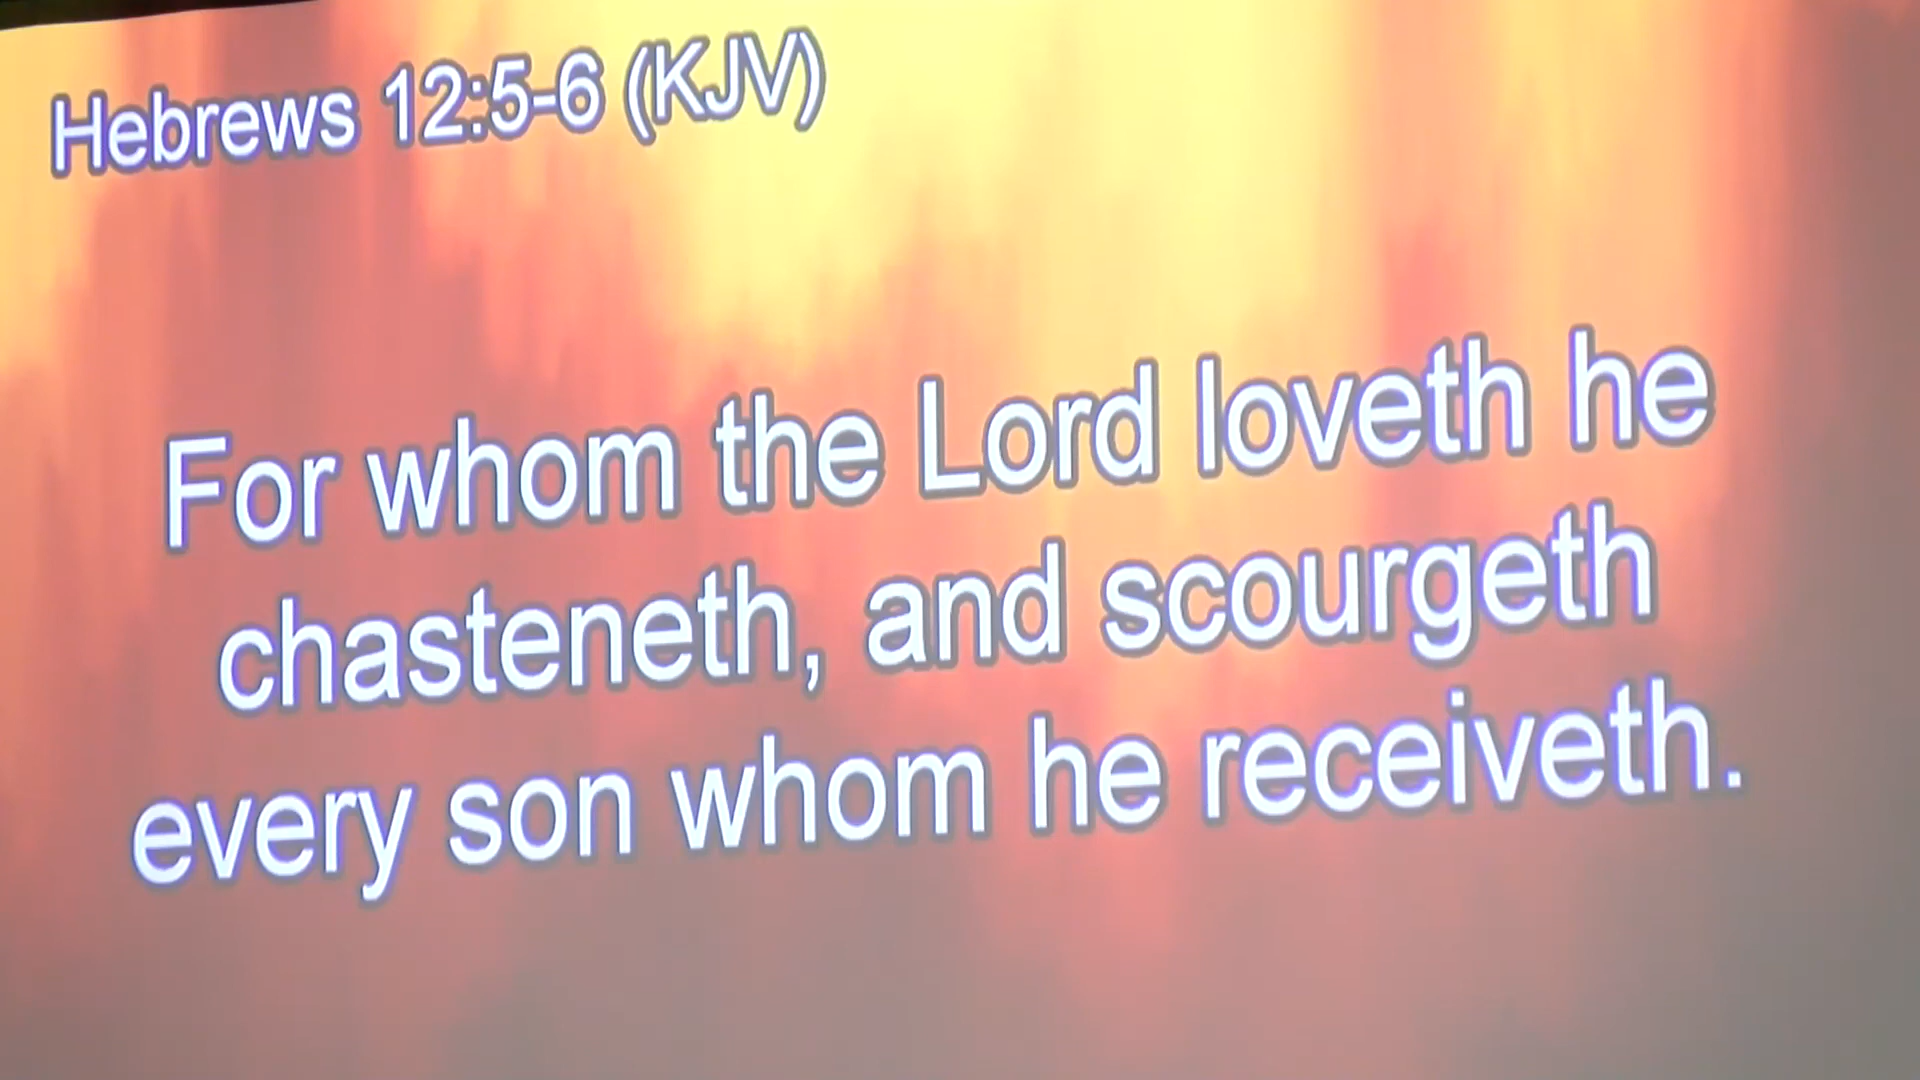 Hebrews 12:5-6 (KJV)
For whom the Lord loveth he
chasteneth, and scourgeth
every son whom he receiveth.